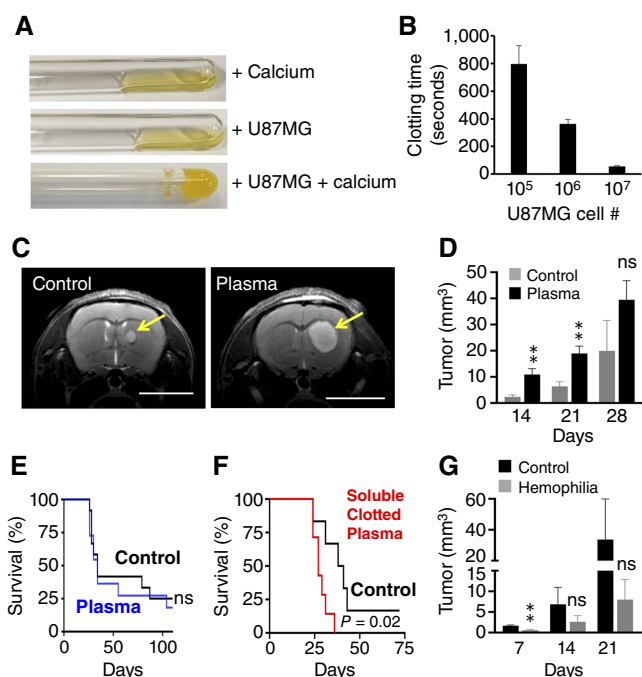 A
+ Calcium
+ U87MG
+ U87MG + calcium
B
Clotting time
(seconds)
1,000
800
600
400
200
0
10⁵ 10⁶ 10⁷
U87MG cell #
C
Control
Plasma
D
Tumor (mm³)
50
40
30
20
10
0
Control
Plasma
**
**
ns
14 21 28
Days
E
Survival (%)
100
75
50
25
0
Control
Plasma
ns
0 50 100
Days
F
Survival (%)
100
75
50
25
0
Soluble
Clotted
Plasma
Control
P = 0.02
0 25 50 75
Days
G
Control
Hemophilia
Tumor (mm³)
60
40
20
15
10
5
0
**
ns
ns
7 14 21
Days